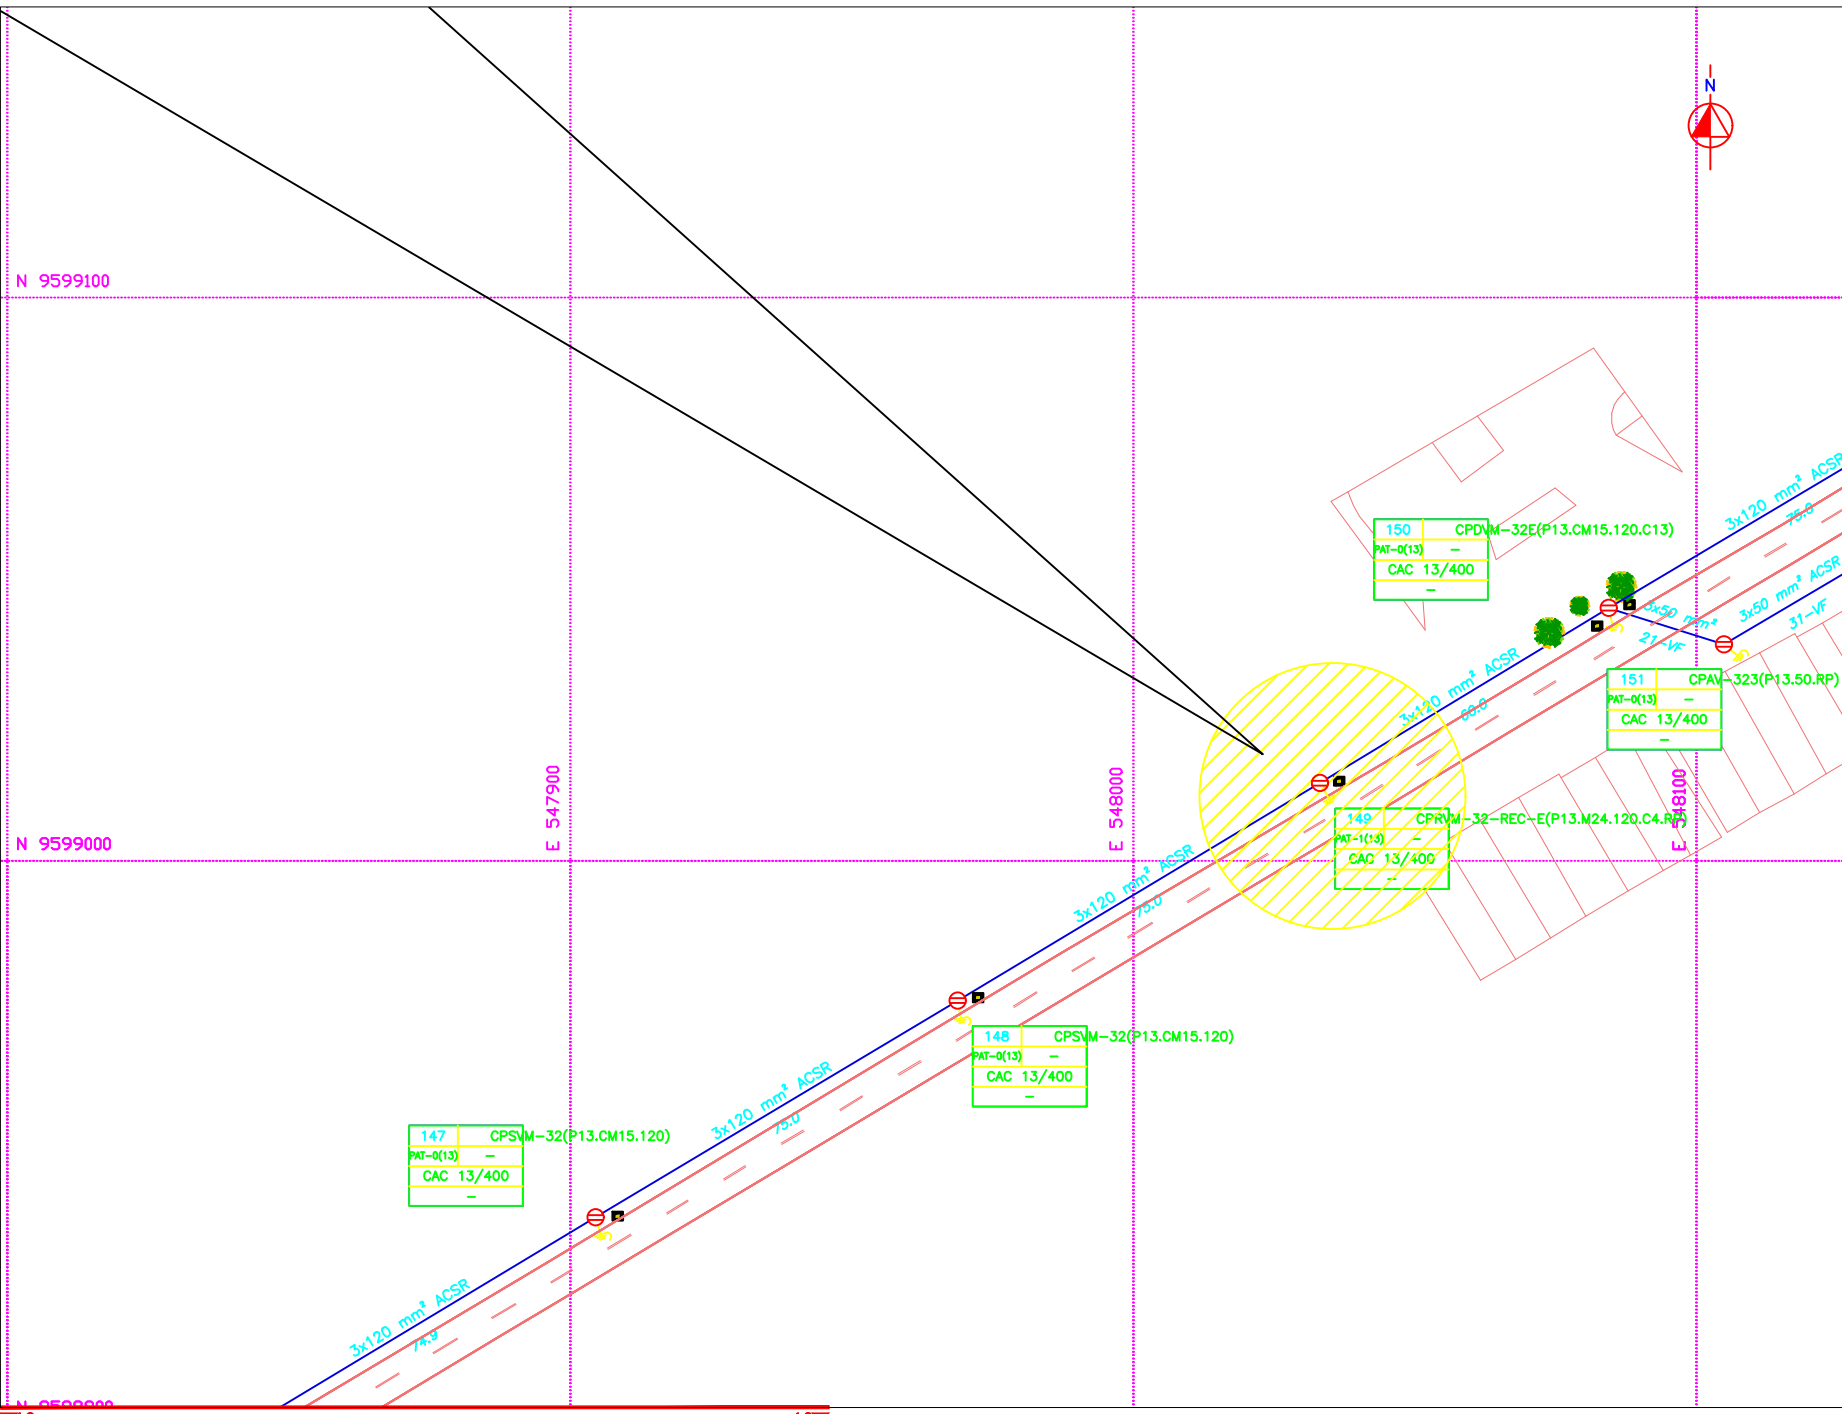 N
N 9599100
3x120 mm² ACSR
75.0
150 CPDVM-32E(P13.CM15.120.C13)
PAT-0(13) -
CAC 13/400
-
3x50 mm² ACSR
31-VF
3x50 mm²
21-VF
151 CPAV-323(P13.50.RP)
PAT-0(13) -
CAC 13/400
-
3x120 mm² ACSR
60.0
E 547900
E 548000
E 548100
149 CPRVM-32-REC-E(P13.M24.120.C4.RP)
PAT-1(13) -
CAC 13/400
-
N 9599000
3x120 mm² ACSR
75.0
148 CPSVM-32(P13.CM15.120)
PAT-0(13) -
CAC 13/400
-
3x120 mm² ACSR
75.0
147 CPSVM-32(P13.CM15.120)
PAT-0(13) -
CAC 13/400
-
3x120 mm² ACSR
74.9